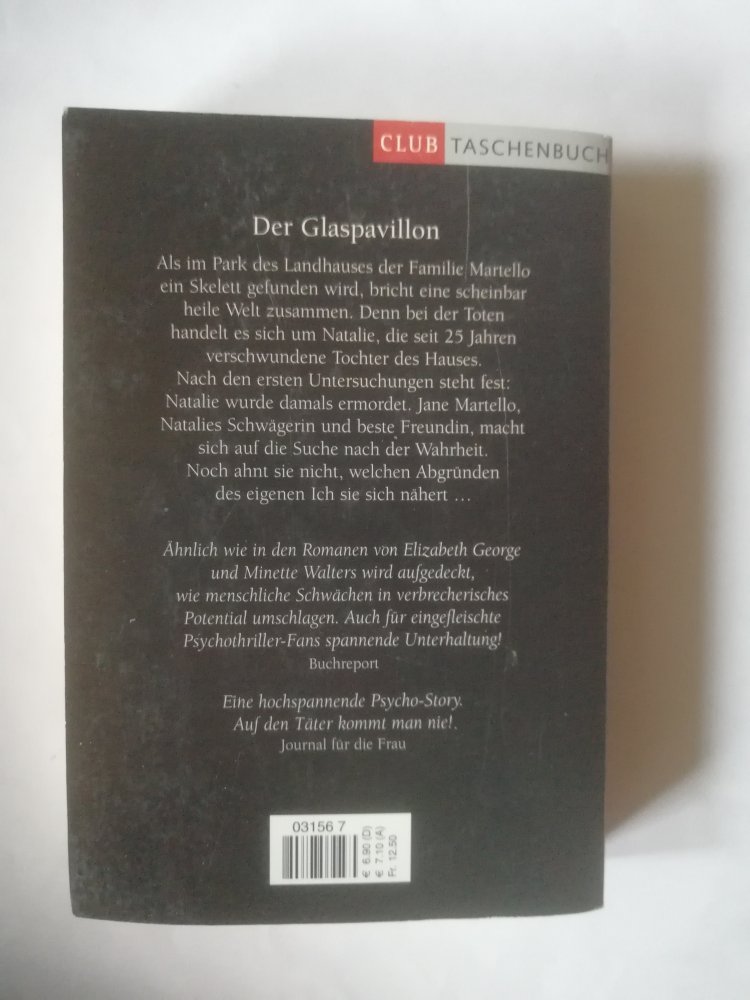 CLUB TASCHENBUCH
Der Glaspavillon
Als im Park des Landhauses der Familie Martello
ein Skelett gefunden wird, bricht eine scheinbar
heile Welt zusammen. Denn bei der Toten
handelt es sich um Natalie, die seit 25 Jahren
verschwundene Tochter des Hauses.
Nach den ersten Untersuchungen steht fest:
Natalie wurde damals ermordet. Jane Martello,
Natalies Schwägerin und beste Freundin, macht
sich auf die Suche nach der Wahrheit.
Noch ahnt sie nicht, welchen Abgründen
des eigenen Ich sie sich nähert ...
Ähnlich wie in den Romanen von Elizabeth George
und Minette Walters wird aufgedeckt,
wie menschliche Schwächen in verbrecherisches
Potential umschlagen. Auch für eingefleischte
Psychothriller-Fans spannende Unterhaltung!
Buchreport
Eine hochspannende Psycho-Story.
Auf den Täter kommt man nie!.
Journal für die Frau
03156 7
€ 6.90 (D)
€ 7.10 (A)
Fr. 12.50